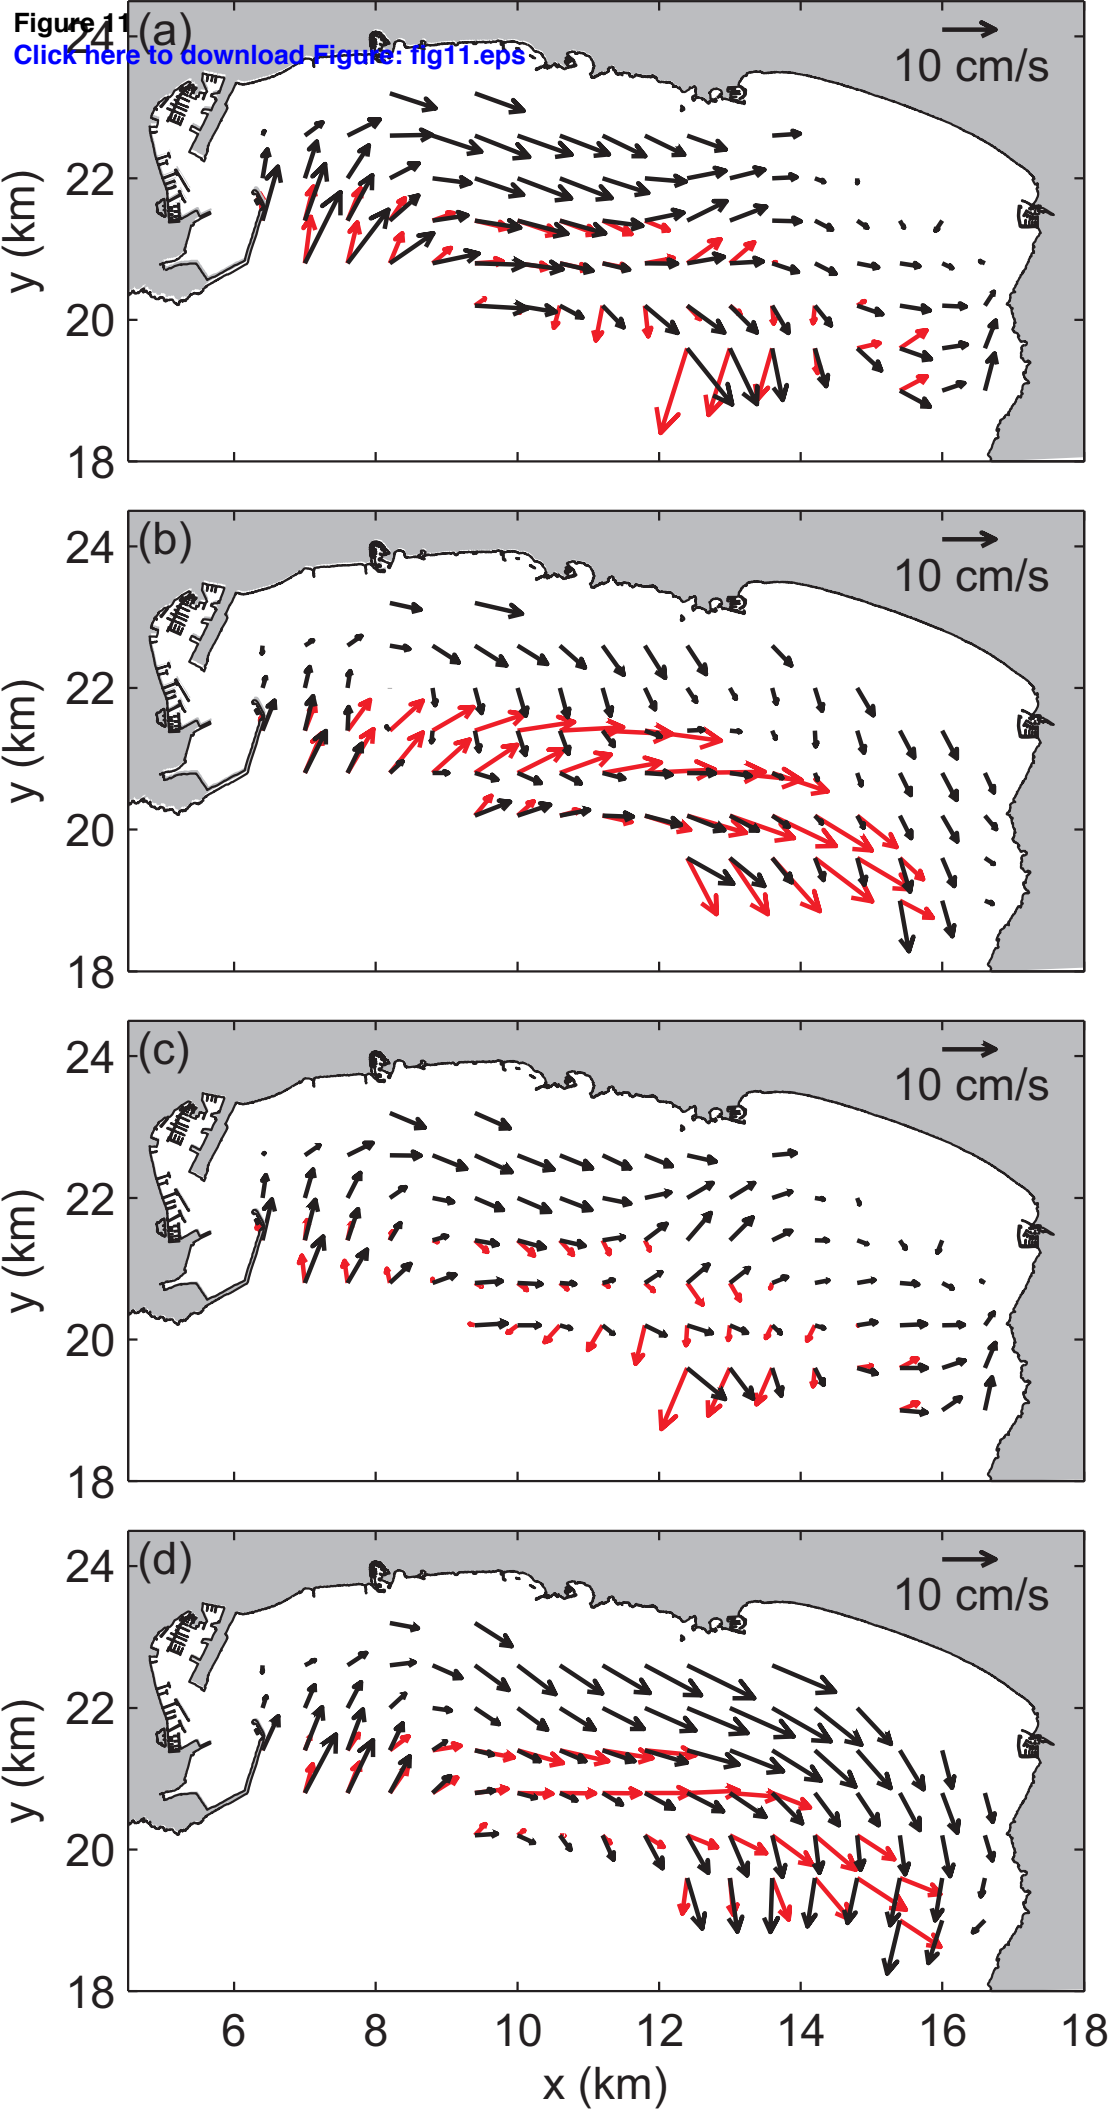 Figure 11
Click here to download Figure: fig11.eps
(a)
10 cm/s
24
22
20
18
y (km)
(b)
10 cm/s
24
22
20
18
y (km)
(c)
10 cm/s
24
22
20
18
y (km)
(d)
10 cm/s
24
22
20
18
y (km)
6 8 10 12 14 16 18
x (km)